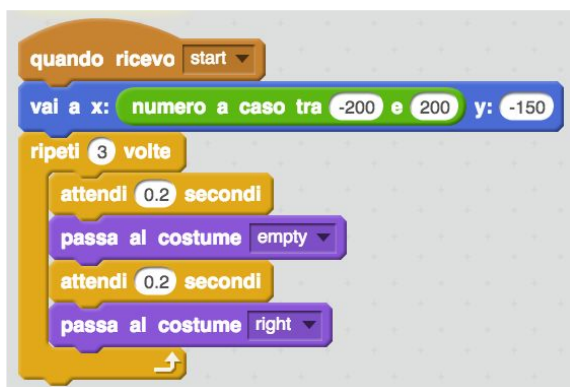 quando ricevo start
vai a x: numero a caso tra -200 e 200 y: -150
ripeti 3 volte
attendi 0.2 secondi
passa al costume empty
attendi 0.2 secondi
passa al costume right